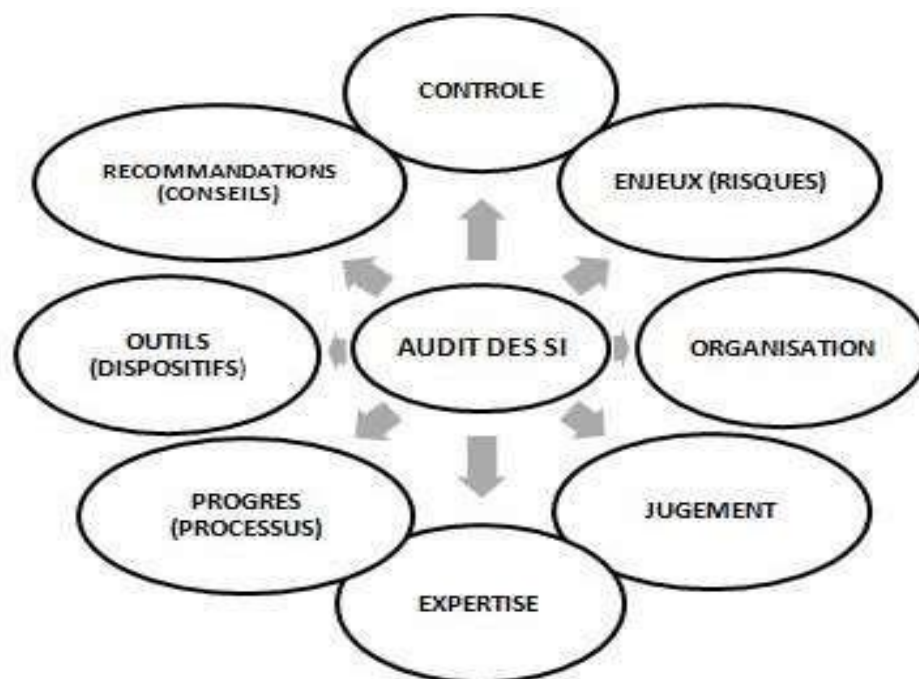 CONTROLE
RECOMMANDATIONS
(CONSEILS)
ENJEUX (RISQUES)
OUTILS
(DISPOSITIFS)
AUDIT DES SI
ORGANISATION
PROGRES
(PROCESSUS)
JUGEMENT
EXPERTISE